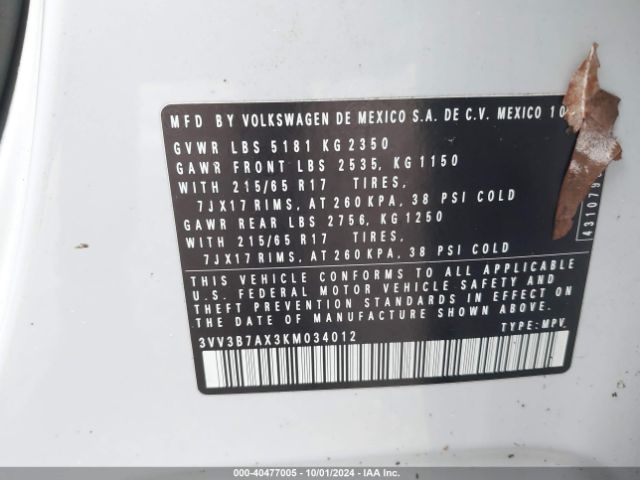 MFD BY VOLKSWAGEN DE MEXICO S.A. DE C.V. MEXICO 10
GVWR LBS 5181 KG 2350
GAWR FRONT LBS 2535, KG 1150
WITH 215/65 R17 TIRES,
7JX17 RIMS, AT 260 KPA, 38 PSI COLD
GAWR REAR LBS 2756, KG 1250
WITH 215/65 R17 TIRES,
7JX17 RIMS, AT 260 KPA, 38 PSI COLD
THIS VEHICLE CONFORMS TO ALL APPLICABLE
U.S. FEDERAL MOTOR VEHICLE SAFETY AND
THEFT PREVENTION STANDARDS IN EFFECT ON
THE DATE OF MANUFACTURE SHOWN ABOVE.
3VV3B7AX3KM034012 TYPE: MPV
431079
000-40477005 - 10/01/2024 - IAAI.COM